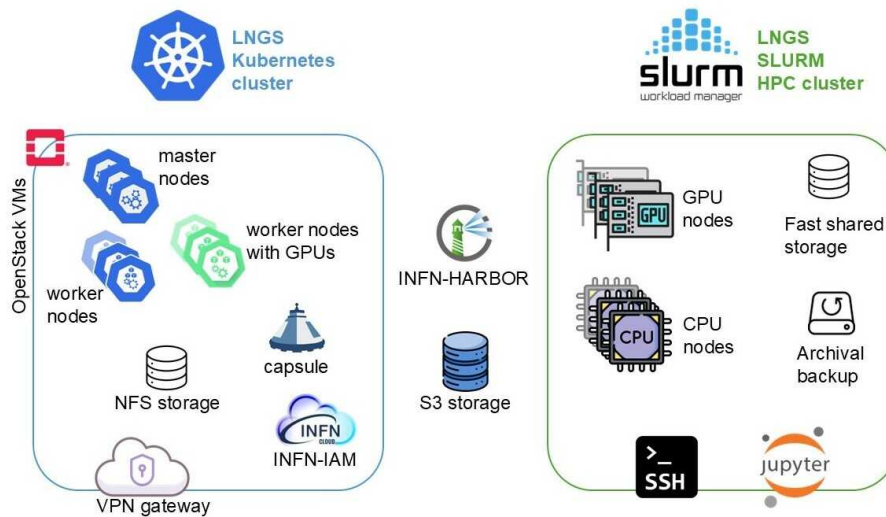 LNGS
Kubernetes
cluster
slurm
workload manager
LNGS
SLURM
HPC cluster
OpenStack VMs
master
nodes
worker nodes
with GPUs
worker
nodes
capsule
NFS storage
INFN
CLOUD
INFN-IAM
VPN gateway
INFN-HARBOR
S3 storage
GPU
GPU
nodes
Fast shared
storage
CPU
CPU
nodes
Archival
backup
>_
SSH
jupyter